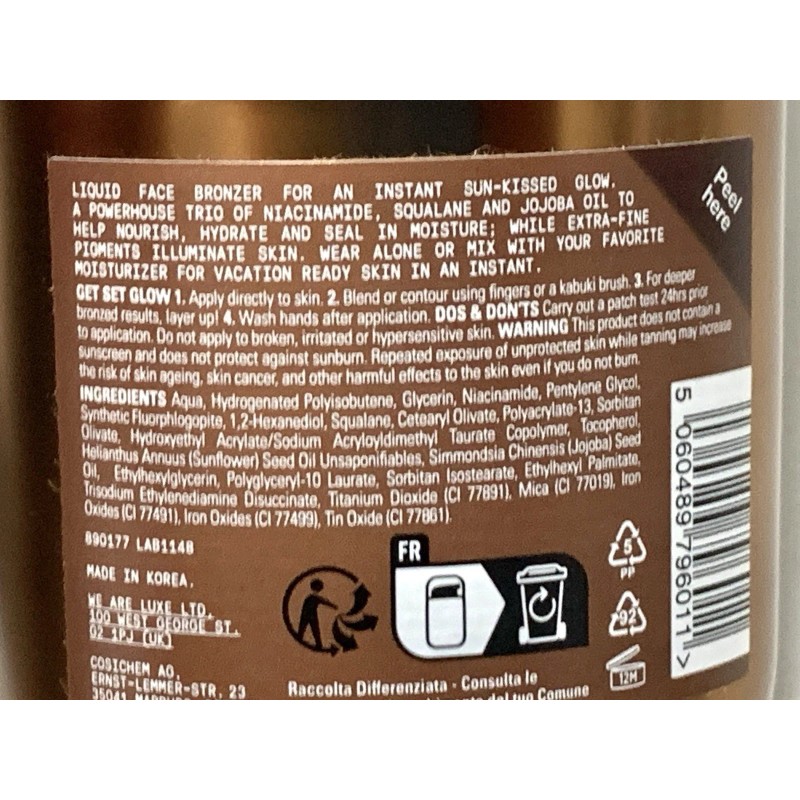 LIQUID FACE BRONZER FOR AN INSTANT SUN-KISSED GLOW.
A POWERHOUSE TRIO OF NIACINAMIDE, SQUALANE AND JOJOBA OIL TO
HELP NOURISH, HYDRATE AND SEAL IN MOISTURE; WHILE EXTRA-FINE
PIGMENTS ILLUMINATE SKIN. WEAR ALONE OR MIX WITH YOUR FAVORITE
MOISTURIZER FOR VACATION READY SKIN IN AN INSTANT.
Peel
here
GET SET GLOW 1. Apply directly to skin. 2. Blend or contour using fingers or a kabuki brush. 3. For deeper
bronzed results, layer up! 4. Wash hands after application. DOS & DON'TS Carry out a patch test 24hrs prior
to application. Do not apply to broken, irritated or hypersensitive skin. WARNING This product does not contain a
sunscreen and does not protect against sunburn. Repeated exposure of unprotected skin while tanning may increase
the risk of skin ageing, skin cancer, and other harmful effects to the skin even if you do not burn.
INGREDIENTS Aqua, Hydrogenated Polyisobutene, Glycerin, Niacinamide, Pentylene Glycol,
Synthetic Fluorphlogopite, 1,2-Hexanediol, Squalane, Cetearyl Olivate, Polyacrylate-13, Sorbitan
Olivate, Hydroxyethyl Acrylate/Sodium Acryloyldimethyl Taurate Copolymer, Tocopherol,
Helianthus Annuus (Sunflower) Seed Oil Unsaponifiables, Simmondsia Chinensis (Jojoba) Seed
Oil, Ethylhexylglycerin, Polyglyceryl-10 Laurate, Sorbitan Isostearate, Ethylhexyl Palmitate,
Trisodium Ethylenediamine Disuccinate, Titanium Dioxide (CI 77891), Mica (CI 77019), Iron
Oxides (CI 77491), Iron Oxides (CI 77499), Tin Oxide (CI 77861).
890177 LAB1148
MADE IN KOREA.
WE ARE LUXE LTD.
100 WEST GEORGE ST.
G2 1PJ (UK)
COSICHEM AG.
ERNST-LEMMER-STR. 23
35041
FR
5
PP
92
12M
5 060489 796011 >
Raccolta Differenziata - Consulta le
del tuo Comune